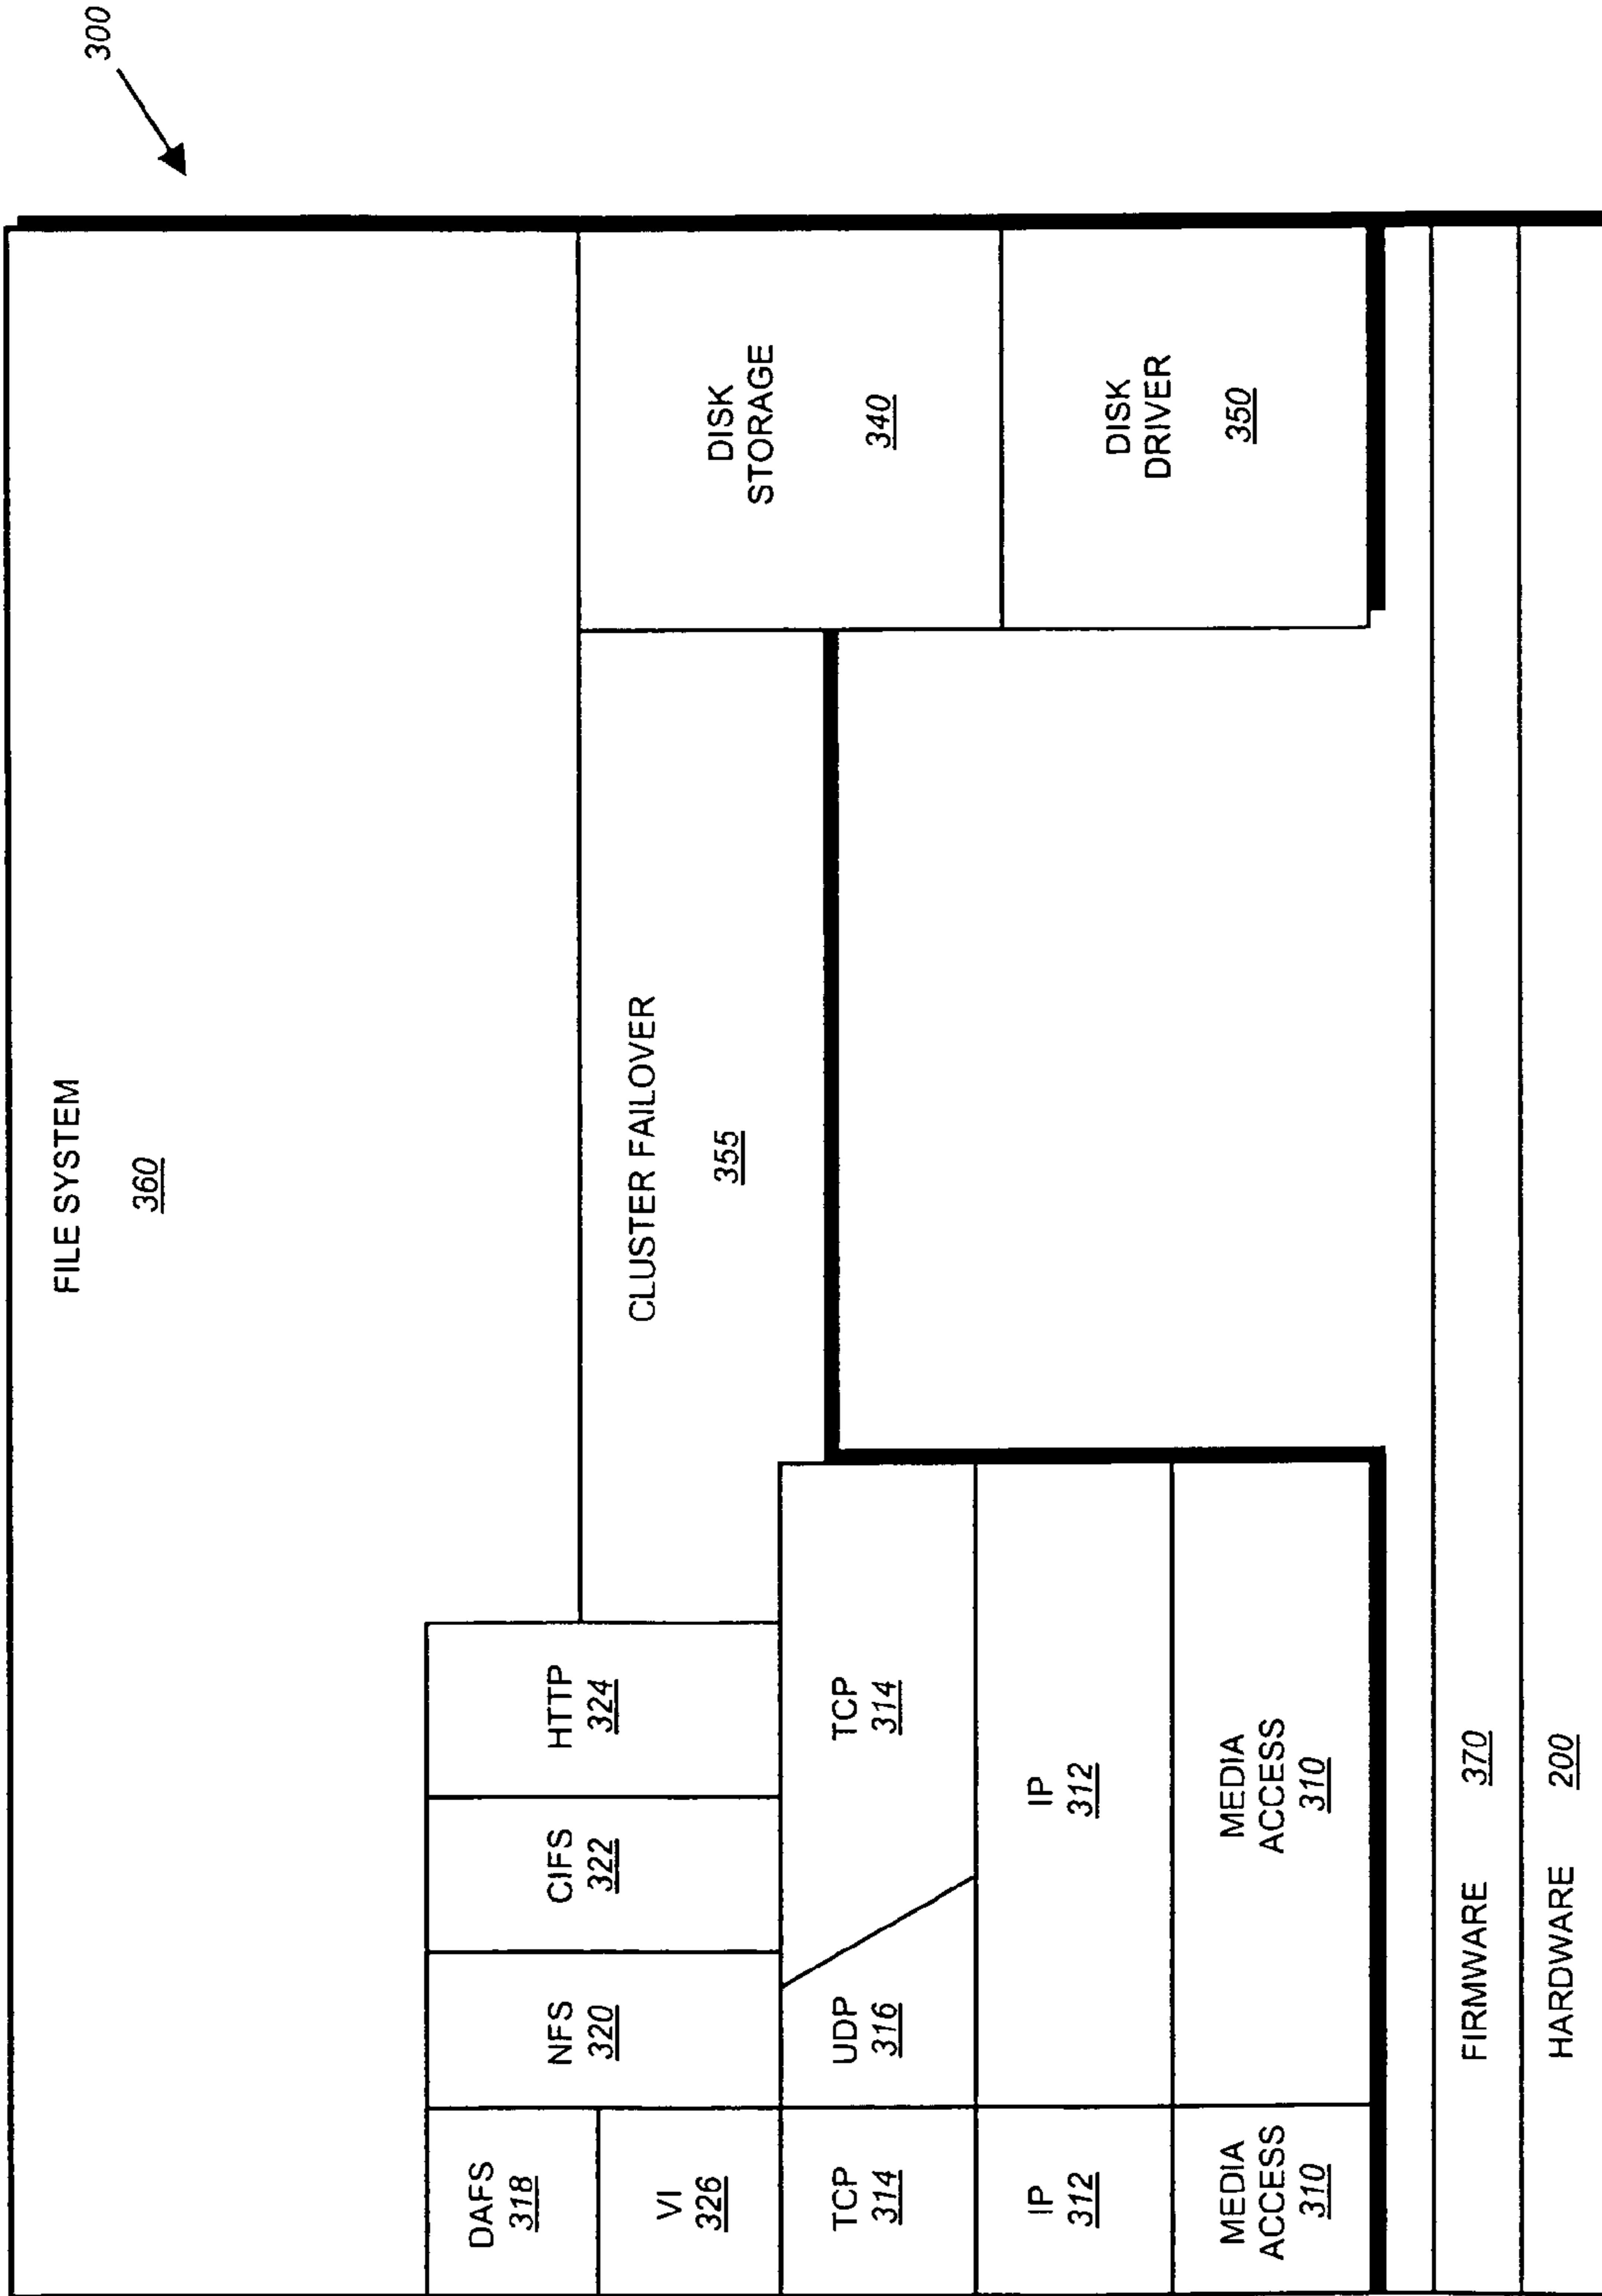 300
FILE SYSTEM
360
DAFS
318
NFS
320
CIFS
322
HTTP
324
CLUSTER FAILOVER
355
DISK
STORAGE
340
VI
326
TCP
314
UDP
316
TCP
314
IP
312
IP
312
DISK
DRIVER
350
MEDIA
ACCESS
310
MEDIA
ACCESS
310
FIRMWARE 370
HARDWARE 200